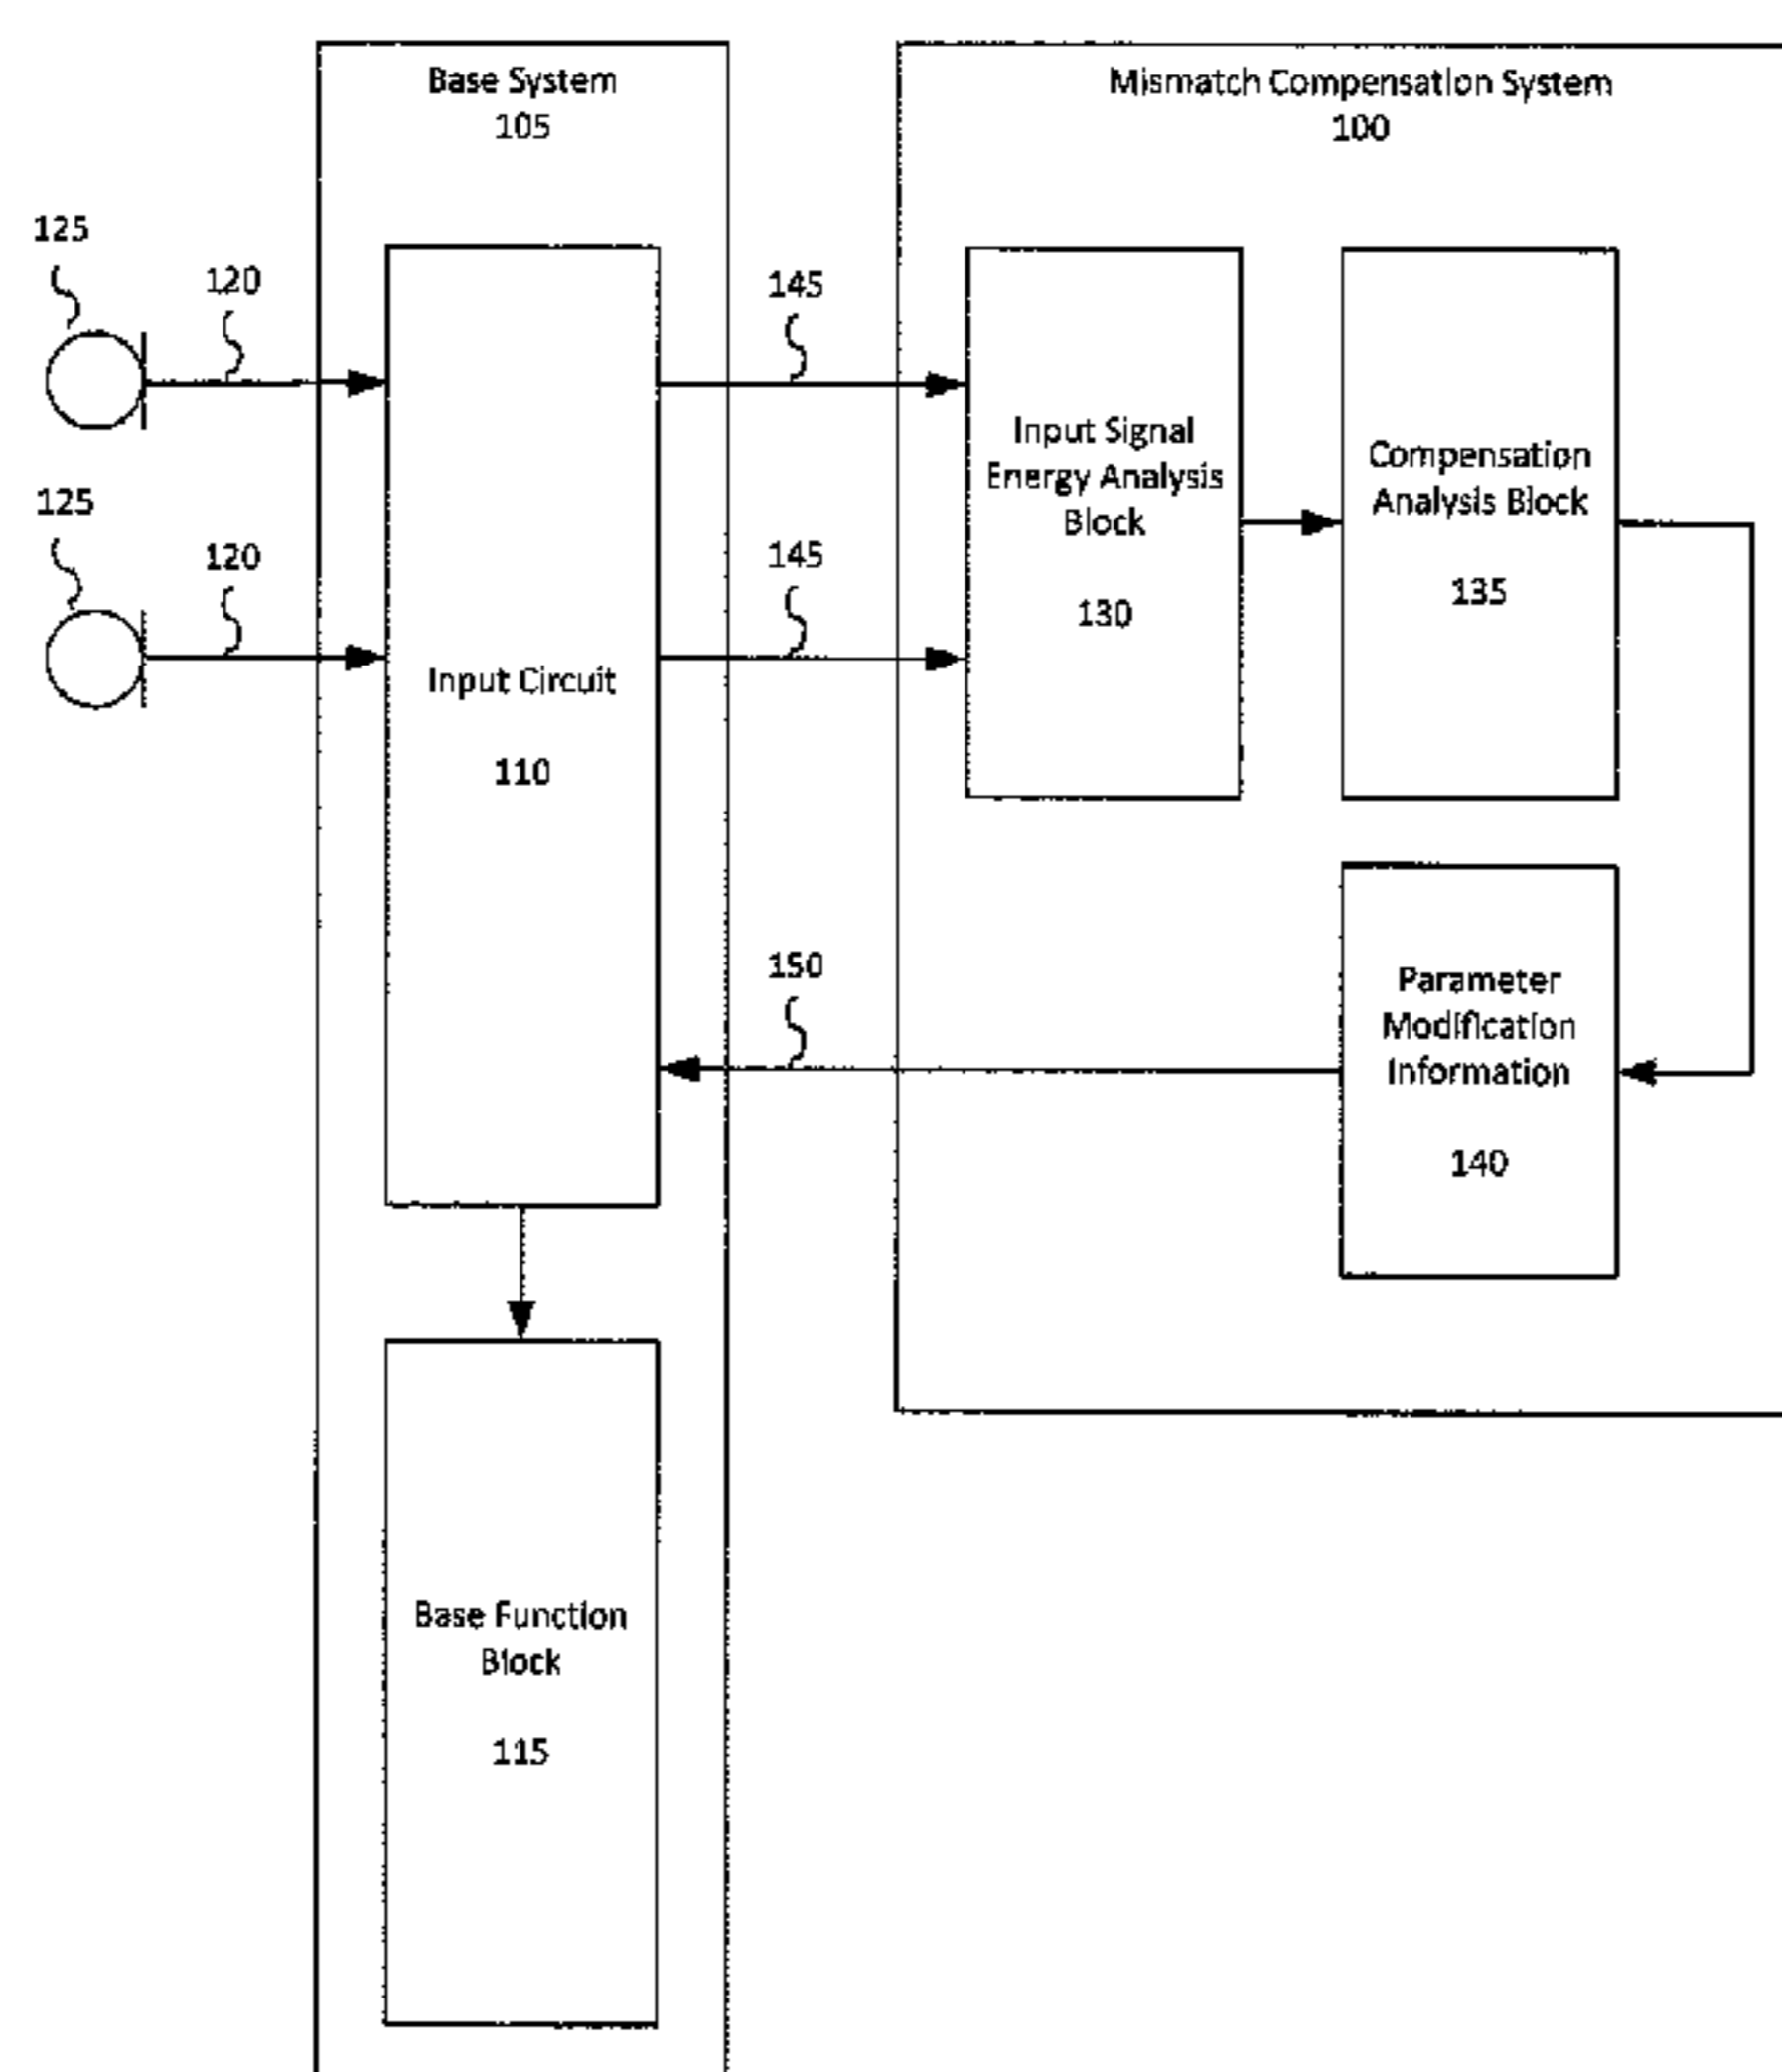 Base System
105
Mismatch Compensation System
100
125
120
145
125
120
145
Input Circuit
110
Input Signal
Energy Analysis
Block
130
Compensation
Analysis Block
135
150
Parameter
Modification
Information
140
Base Function
Block
115